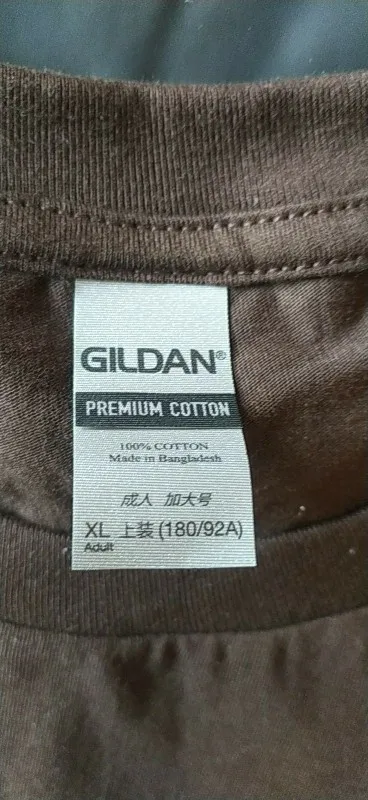 GILDAN®
PREMIUM COTTON
100% COTTON
Made in Bangladesh
成人 加大号
XL 上装 (180/92A)
Adult